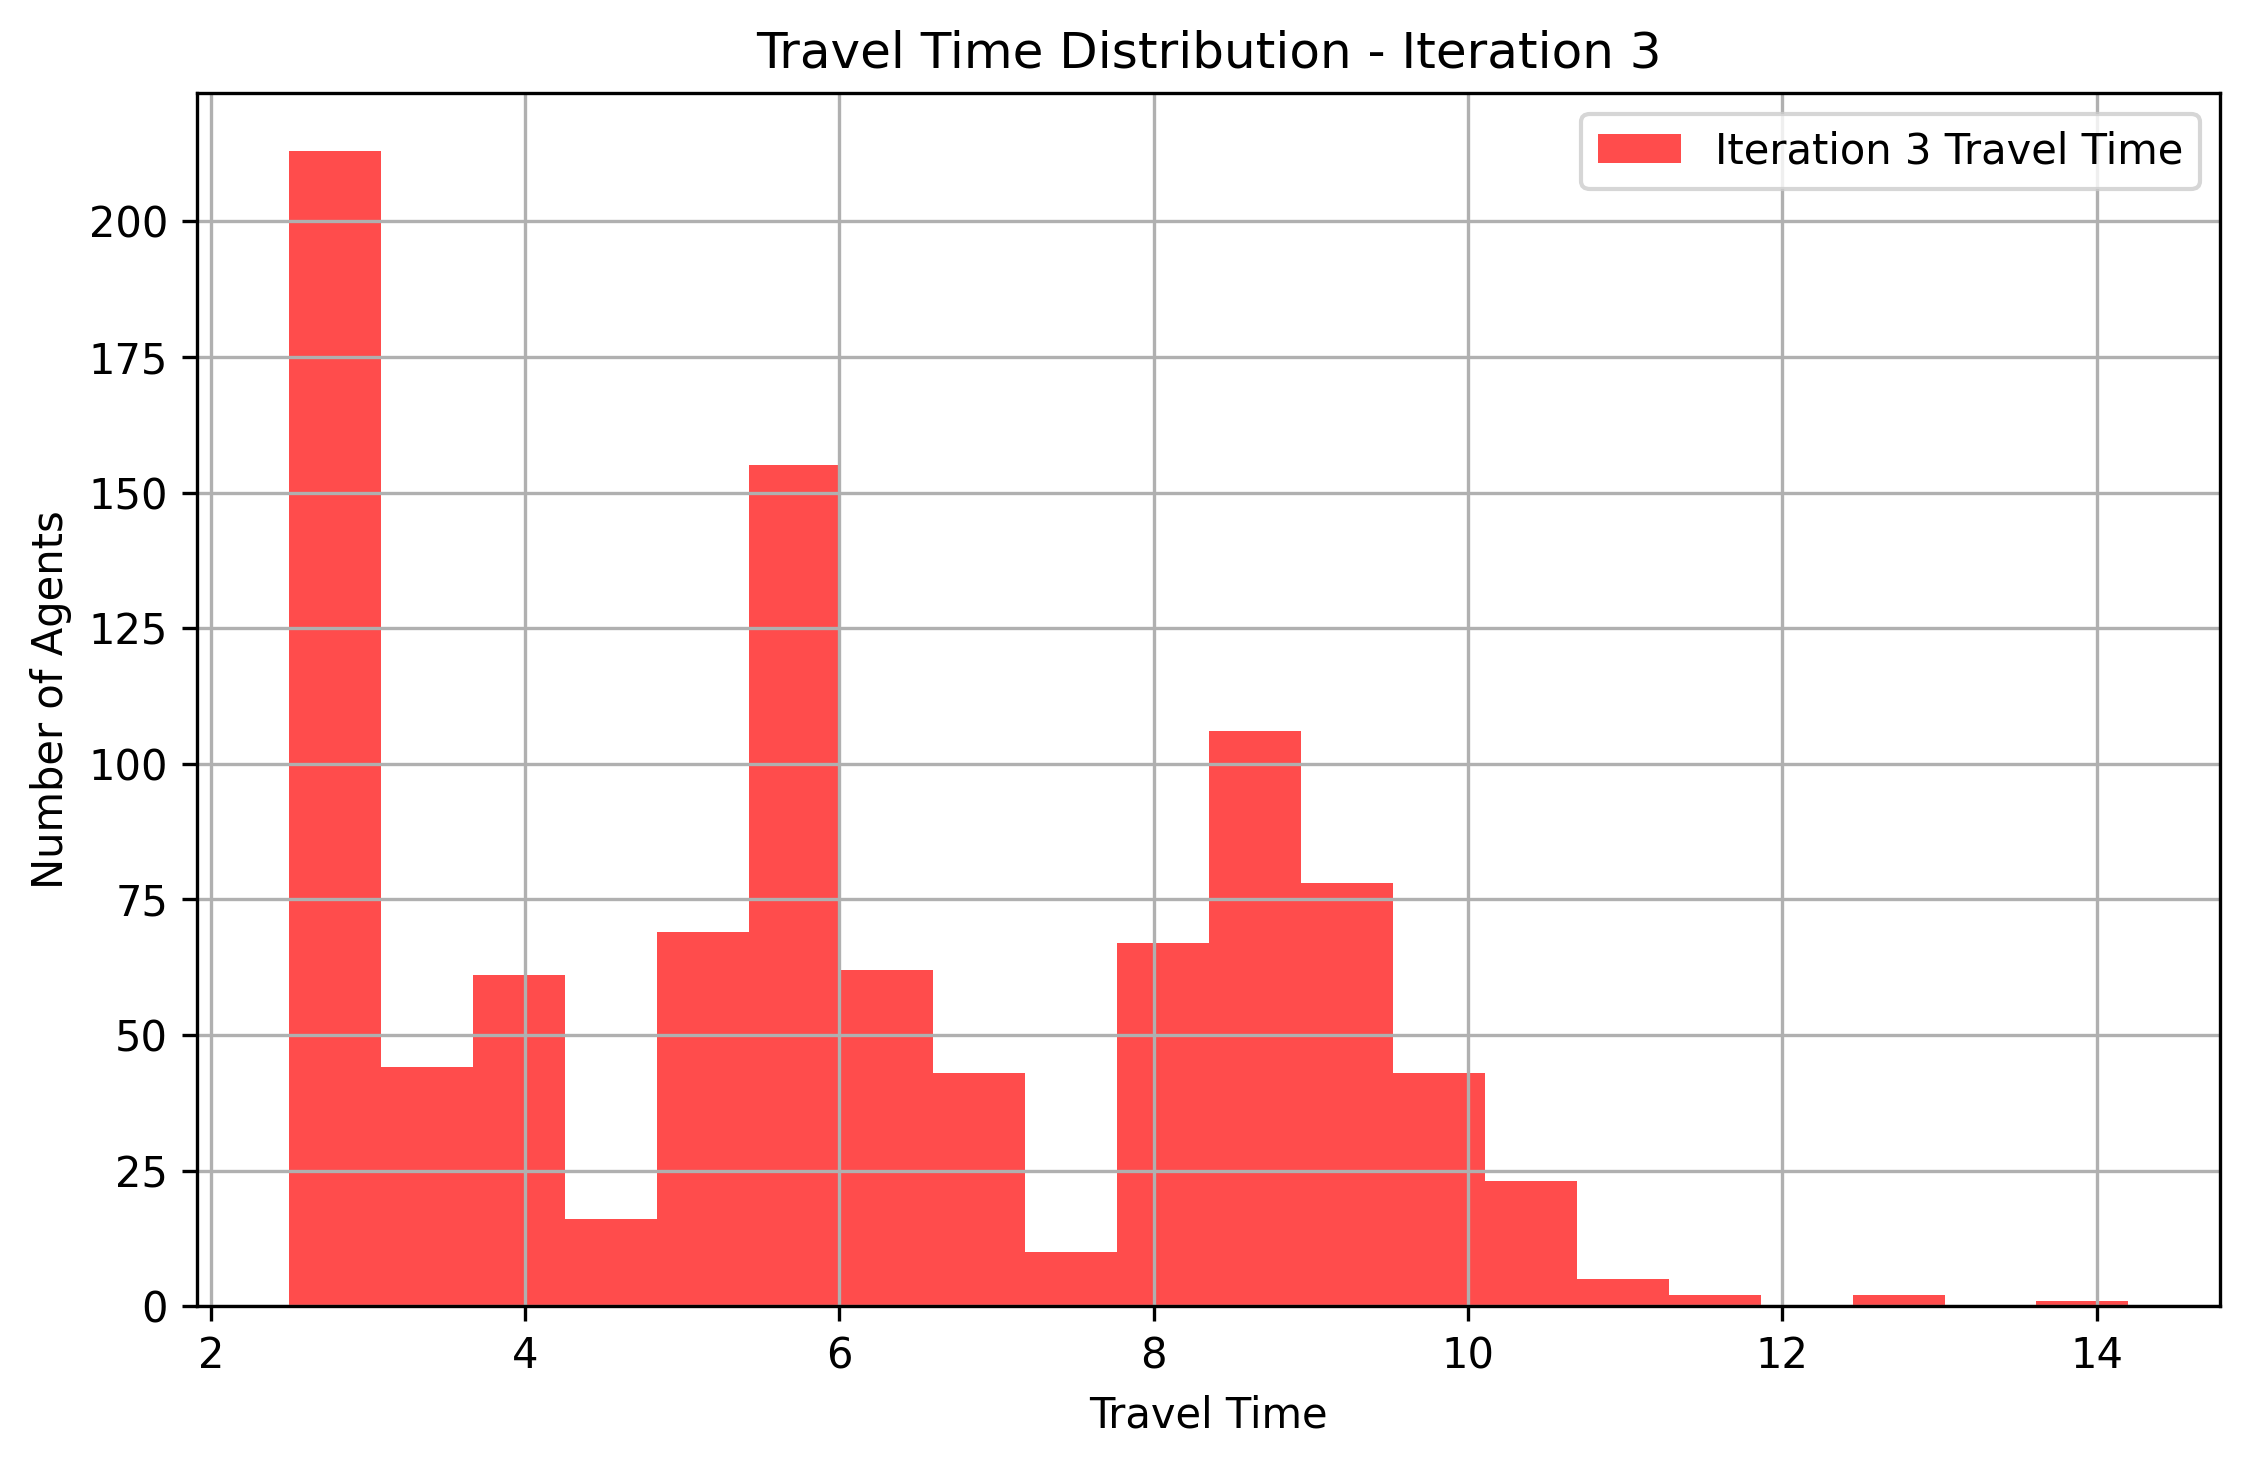 Travel Time Distribution - Iteration 3
Iteration 3 Travel Time
Number of Agents
200
175
150
125
100
75
50
25
0
2 4 6 8 10 12 14
Travel Time